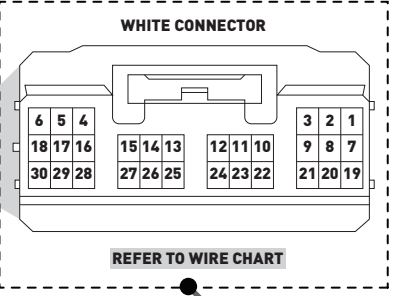 WHITE CONNECTOR
6 5 4 3 2 1
18 17 16 15 14 13 12 11 10 9 8 7
30 29 28 27 26 25 24 23 22 21 20 19
REFER TO WIRE CHART